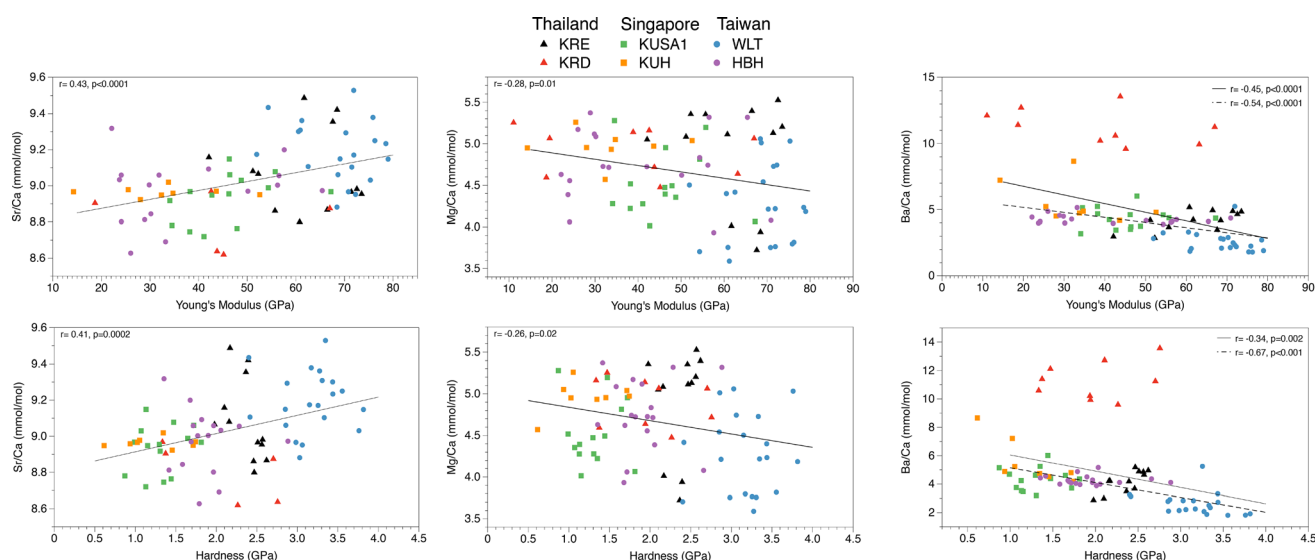 Thailand Singapore Taiwan
KRE KUSA1 WLT
KRD KUH HBH
r= 0.43, p<0.0001
Sr/Ca (mmol/mol)
9.6
9.4
9.2
9.0
8.8
8.6
10 20 30 40 50 60 70 80
Young's Modulus (GPa)
r= -0.28, p=0.01
Mg/Ca (mmol/mol)
5.5
5.0
4.5
4.0
3.5
10 20 30 40 50 60 70 80 90
Young's Modulus (GPa)
r= -0.45, p<0.0001
r= -0.54, p<0.0001
Ba/Ca (mmol/mol)
15
10
5
0
0 10 20 30 40 50 60 70 80 90
Young's Modulus (GPa)
r= 0.41, p=0.0002
Sr/Ca (mmol/mol)
9.6
9.4
9.2
9.0
8.8
8.6
0.0 0.5 1.0 1.5 2.0 2.5 3.0 3.5 4.0 4.5
Hardness (GPa)
r= -0.26, p=0.02
Mg/Ca (mmol/mol)
5.5
5.0
4.5
4.0
3.5
0.0 0.5 1.0 1.5 2.0 2.5 3.0 3.5 4.0 4.5
Hardness (GPa)
r= -0.34, p=0.002
r= -0.67, p<0.001
Ba/Ca (mmol/mol)
14
12
10
8
6
4
2
0.5 1.0 1.5 2.0 2.5 3.0 3.5 4.0 4.5
Hardness (GPa)